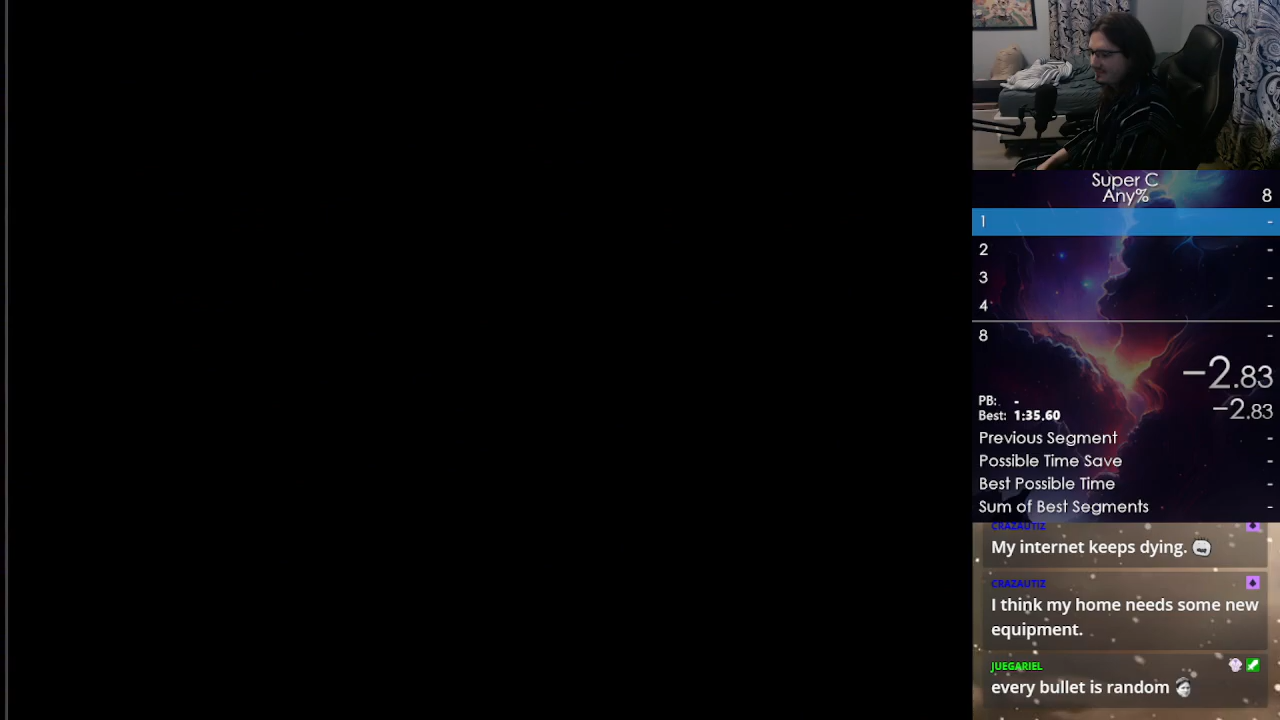 Super C
Any% 8
1 -
2 -
3 -
4 -
8 -
−2.83
PB: - −2.83
Best: 1:35.60
Previous Segment -
Possible Time Save -
Best Possible Time -
Sum of Best Segments -
CRAZAUTIZ
My internet keeps dying.
CRAZAUTIZ
I think my home needs some new
equipment.
JUEGARIEL
every bullet is random